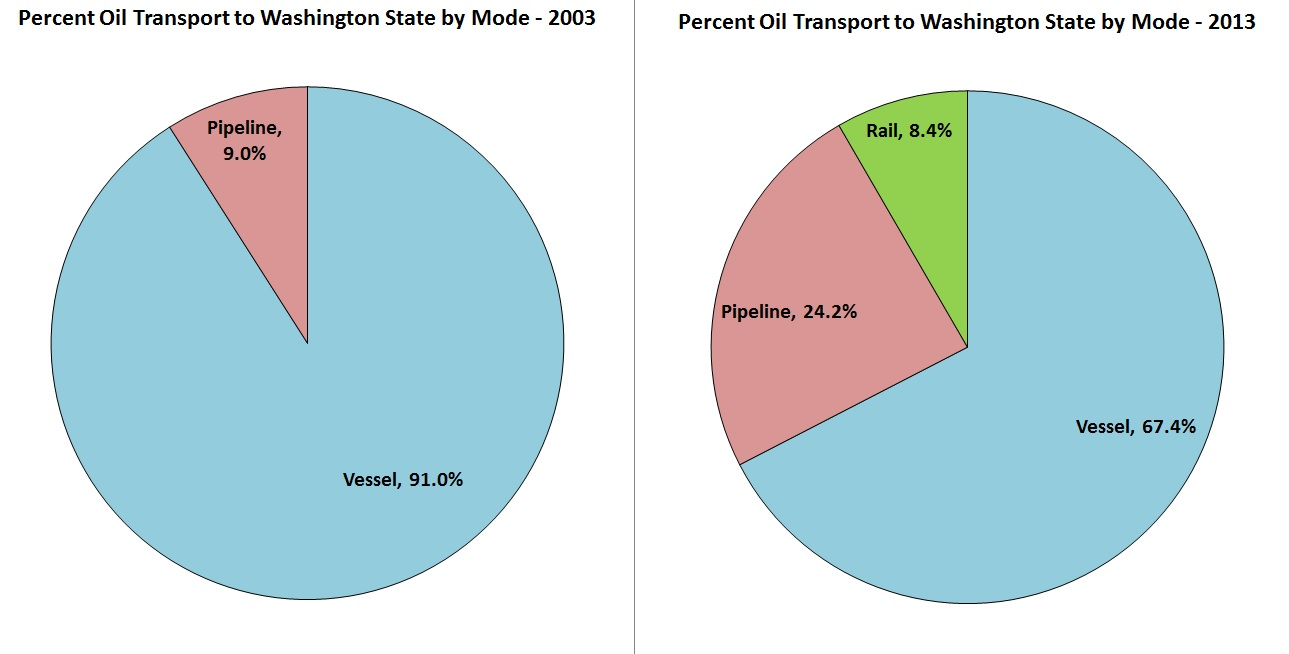 Percent Oil Transport to Washington State by Mode - 2003
Pipeline,
9.0%
Vessel, 91.0%
Percent Oil Transport to Washington State by Mode - 2013
Rail, 8.4%
Pipeline, 24.2%
Vessel, 67.4%